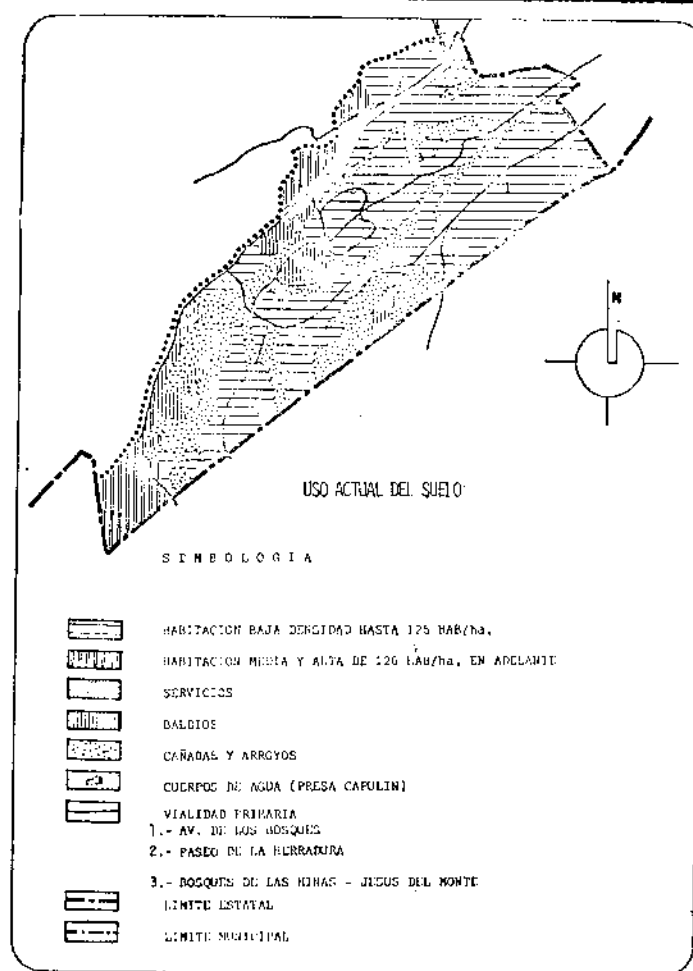 N
USO ACTUAL DEL SUELO
SIMBOLOGIA
HABITACION BAJA DENSIDAD HASTA 125 HAB/ha.
HABITACION MEDIA Y ALTA DE 126 HAB/ha. EN ADELANTE
SERVICIOS
BALDIOS
CAÑADAS Y ARROYOS
CUERPOS DE AGUA (PRESA CAPULIN)
VIALIDAD PRIMARIA
1.- AV. DE LOS BOSQUES
2.- PASEO DE LA HERRADURA
3.- BOSQUES DE LAS MINAS - JESUS DEL MONTE
LIMITE ESTATAL
LIMITE MUNICIPAL